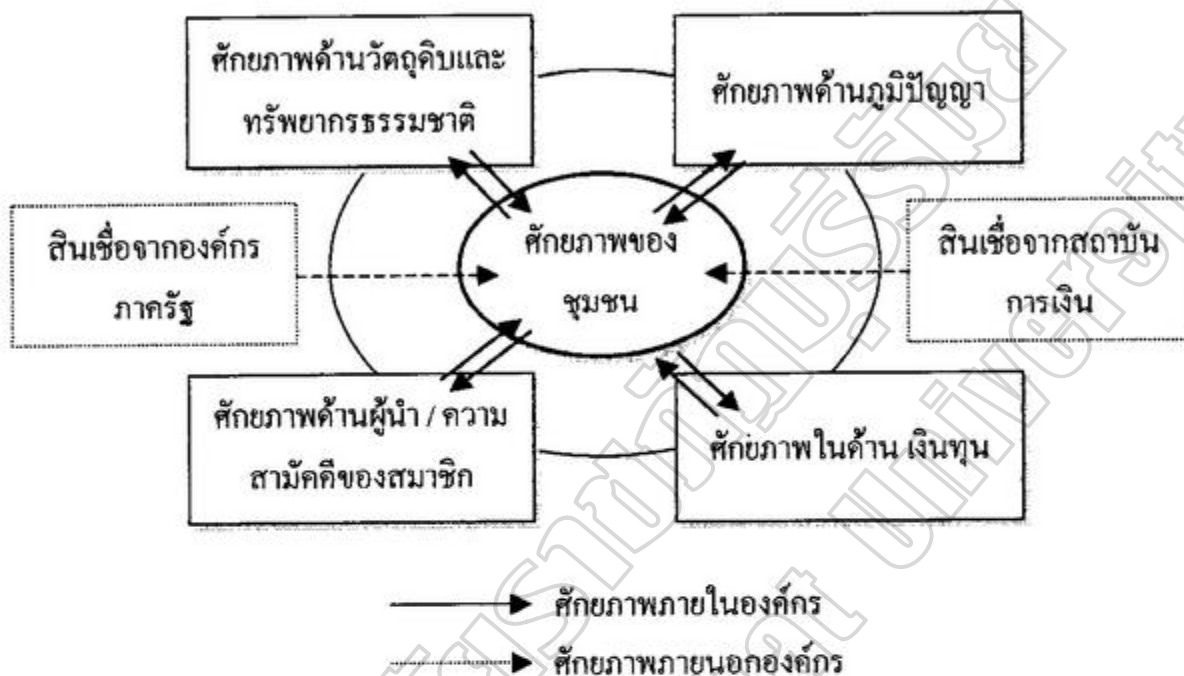 ศักยภาพด้านวัตถุดิบและ
ทรัพยากรธรรมชาติ
ศักยภาพด้านภูมิปัญญา
สินเชื่อจากองค์กร
ภาครัฐ
ศักยภาพของ
ชุมชน
สินเชื่อจากสถาบัน
การเงิน
ศักยภาพด้านผู้นำ / ความ
สามัคคีของสมาชิก
ศักยภาพในด้าน เงินทุน
ศักยภาพภายในองค์กร
ศักยภาพภายนอกองค์กร